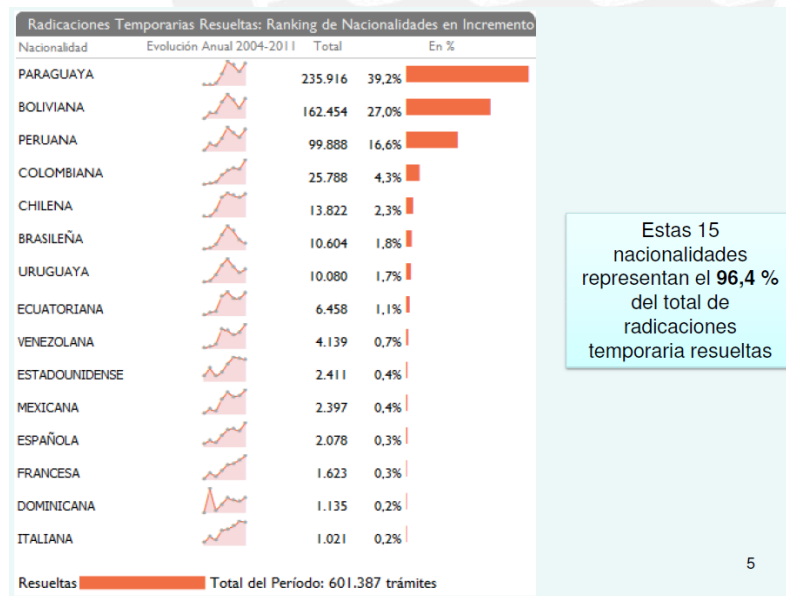 Radicaciones Temporarias Resueltas: Ranking de Nacionalidades en Incremento
Nacionalidad Evolución Anual 2004-2011 Total En %
PARAGUAYA 235.916 39,2%
BOLIVIANA 162.454 27,0%
PERUANA 99.888 16,6%
COLOMBIANA 25.788 4,3%
CHILENA 13.822 2,3%
BRASILEÑA 10.604 1,8%
URUGUAYA 10.080 1,7%
ECUATORIANA 6.458 1,1%
VENEZOLANA 4.139 0,7%
ESTADOUNIDENSE 2.411 0,4%
MEXICANA 2.397 0,4%
ESPAÑOLA 2.078 0,3%
FRANCESA 1.623 0,3%
DOMINICANA 1.135 0,2%
ITALIANA 1.021 0,2%
Resueltas Total del Período: 601.387 trámites
Estas 15
nacionalidades
representan el 96,4 %
del total de
radicaciones
temporaria resueltas
5